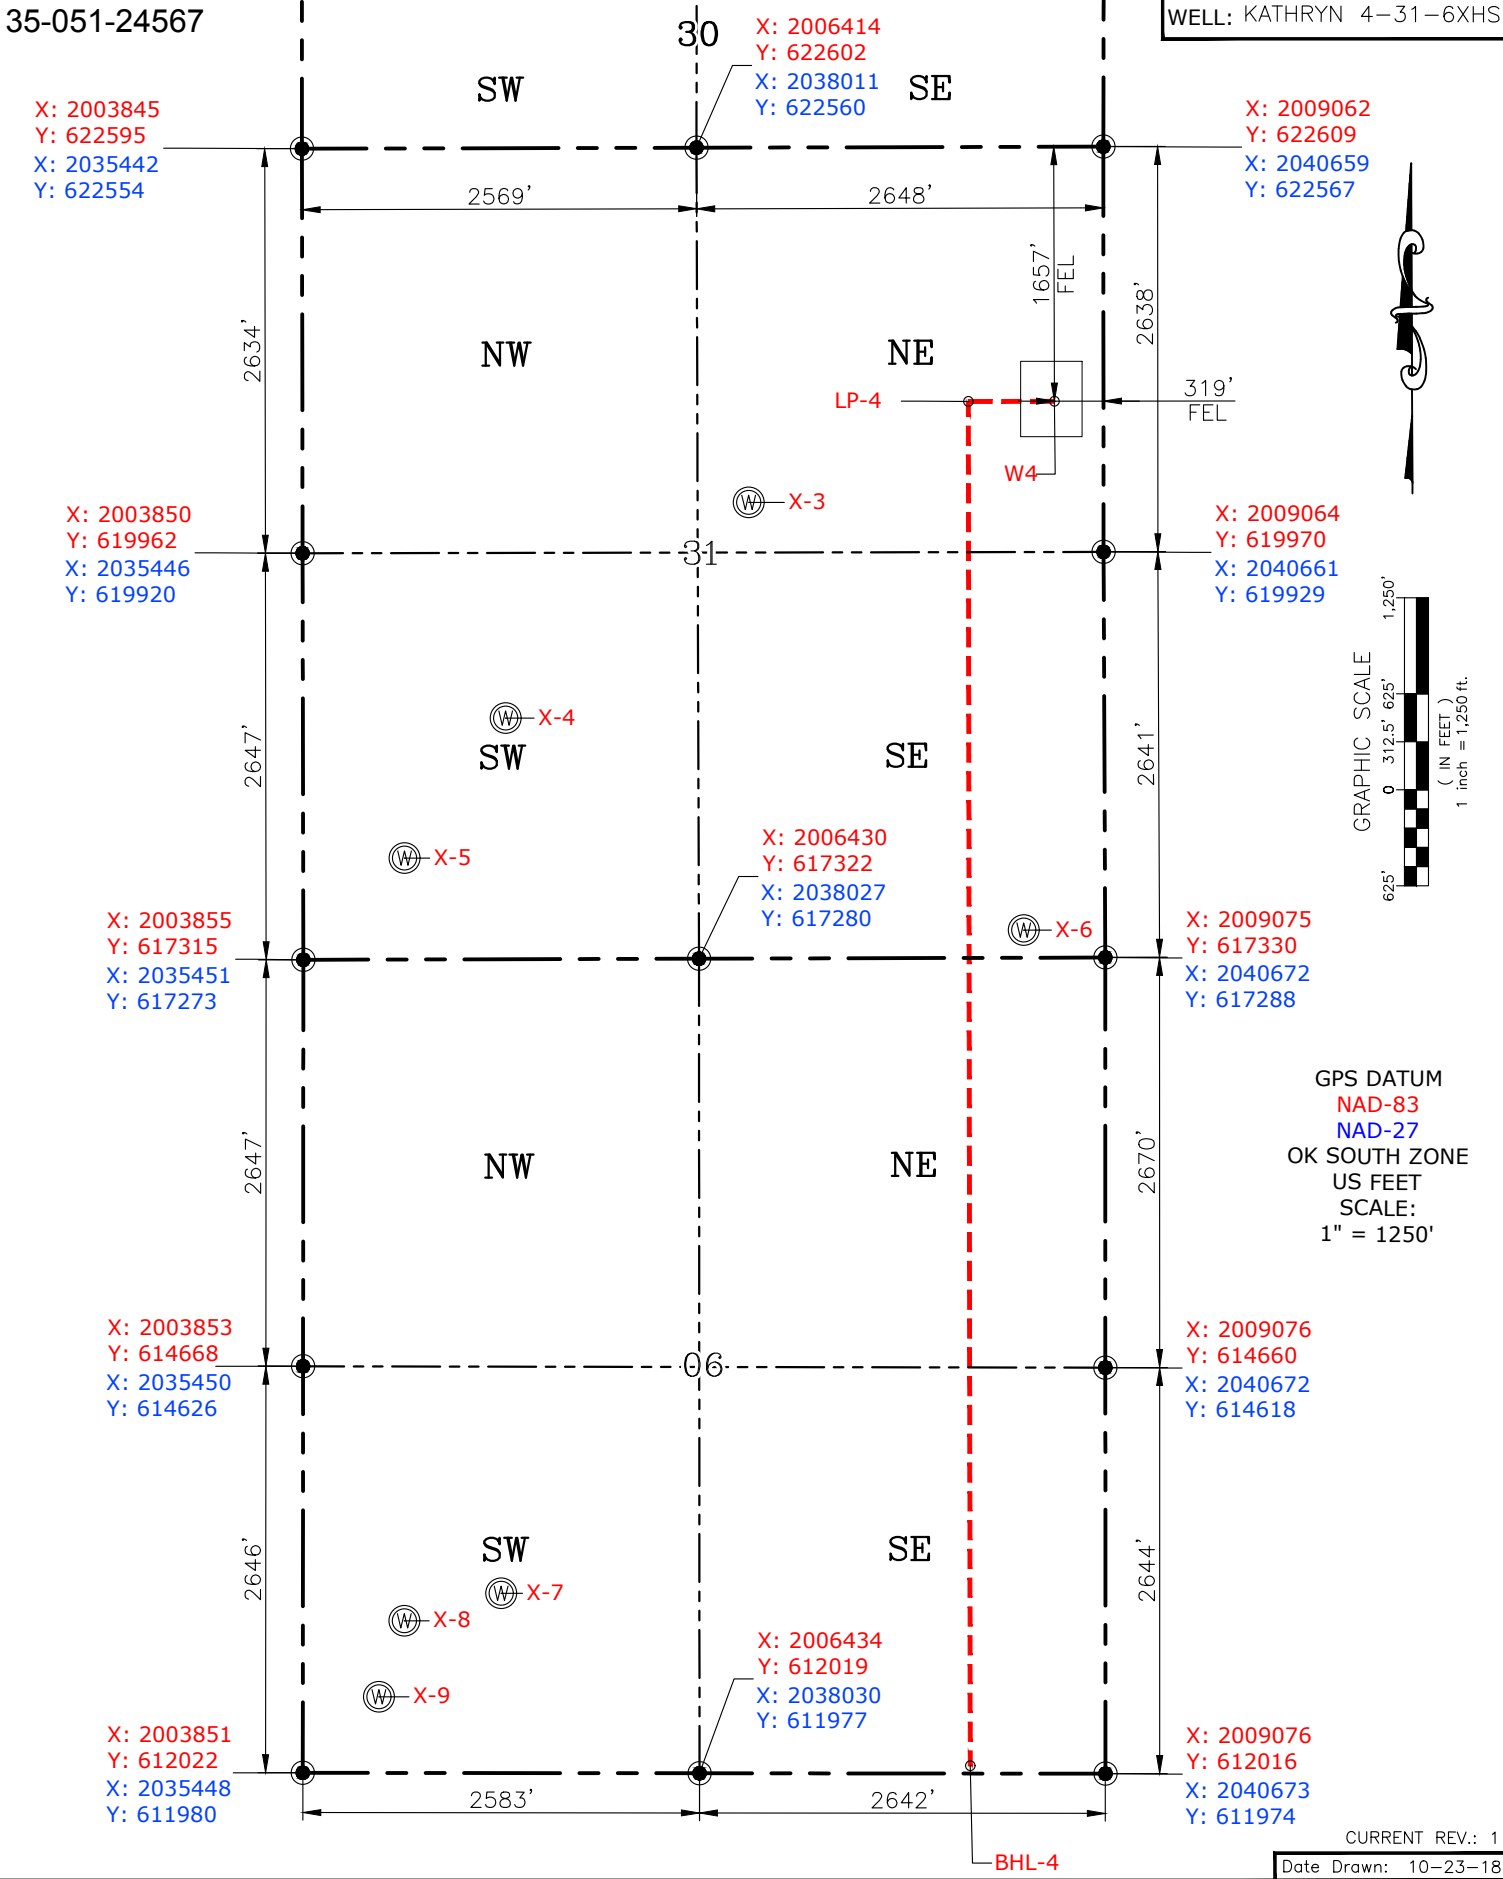 35-051-24567
WELL: KATHRYN 4-31-6XHS
30
X: 2006414
Y: 622602
X: 2038011
Y: 622560
SW
SE
X: 2003845
Y: 622595
X: 2035442
Y: 622554
X: 2009062
Y: 622609
X: 2040659
Y: 622567
2569'
2648'
1657'
FEL
2634'
2638'
NW
NE
LP-4
319'
FEL
W4
X-3
X: 2003850
Y: 619962
X: 2035446
Y: 619920
31
X: 2009064
Y: 619970
X: 2040661
Y: 619929
GRAPHIC SCALE
1,250'
625'
312.5'
0
625'
( IN FEET )
1 inch = 1,250 ft.
X-4
SW
SE
2647'
2641'
X-5
X: 2006430
Y: 617322
X: 2038027
Y: 617280
X-6
X: 2003855
Y: 617315
X: 2035451
Y: 617273
X: 2009075
Y: 617330
X: 2040672
Y: 617288
GPS DATUM
NAD-83
NAD-27
OK SOUTH ZONE
US FEET
SCALE:
1" = 1250'
2647'
2670'
NW
NE
X: 2003853
Y: 614668
X: 2035450
Y: 614626
06
X: 2009076
Y: 614660
X: 2040672
Y: 614618
2646'
2644'
SW
SE
X-7
X-8
X-9
X: 2006434
Y: 612019
X: 2038030
Y: 611977
X: 2003851
Y: 612022
X: 2035448
Y: 611980
X: 2009076
Y: 612016
X: 2040673
Y: 611974
2583'
2642'
BHL-4
CURRENT REV.: 1
Date Drawn: 10-23-18
W
W
W
W
W
W
W